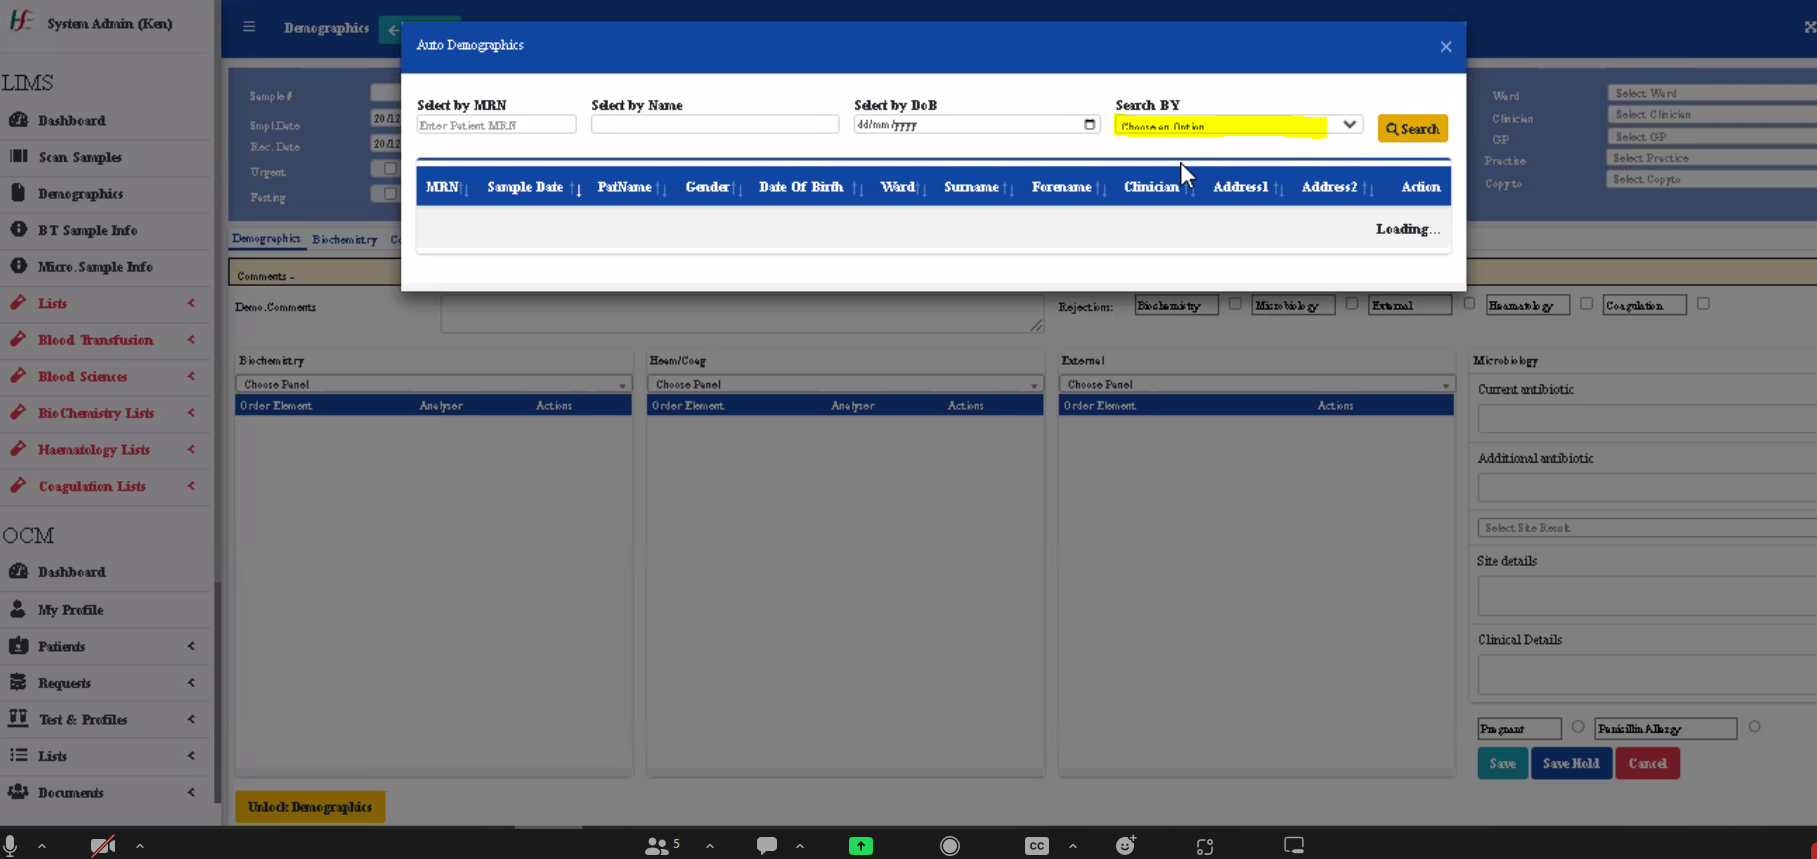 System Admin (Ken)
LIMS
Dashboard
Scan Samples
Demographics
BT Sample Info
Micro.Sample Info
Lists
Blood Transfusion
Blood Sciences
BioChemistry Lists
Haematology Lists
Coagulation Lists
OCM
Dashboard
My Profile
Patients
Requests
Test & Profiles
Lists
Documents
Demographics
Auto Demographics
Select by MRN
Select by Name
Select by DoB
Search BY
Enter Patient MRN
dd/mm/yyyy
Choose an Option
Search
MRN Sample Date PatName Gender Date Of Birth Ward Surname Forename Clinician Address1 Address2 Action
Loading...
Sample #
Smpl.Date
20/12
Rec.Date
20/12
Urgent
Fasting
Ward
Select Ward
Clinician
Select Clinician
GP
Select GP
Practise
Select Practice
Copyto
Select Copyto
Demographics Biochemistry
Comments -
Demo.Comments
Rejections: Biochemistry Microbiology External Haematology Coagulation
Biochemistry
Choose Panel
Order Element Analyser Actions
Heam/Coag
Choose Panel
Order Element Analyser Actions
External
Choose Panel
Order Element Actions
Microbiology
Current antibiotic
Additional antibiotic
Select Site Result
Site details
Clinical Details
Pregnant Penicillin Allergy
Save Save Hold Cancel
Unlock Demographics
5
CC